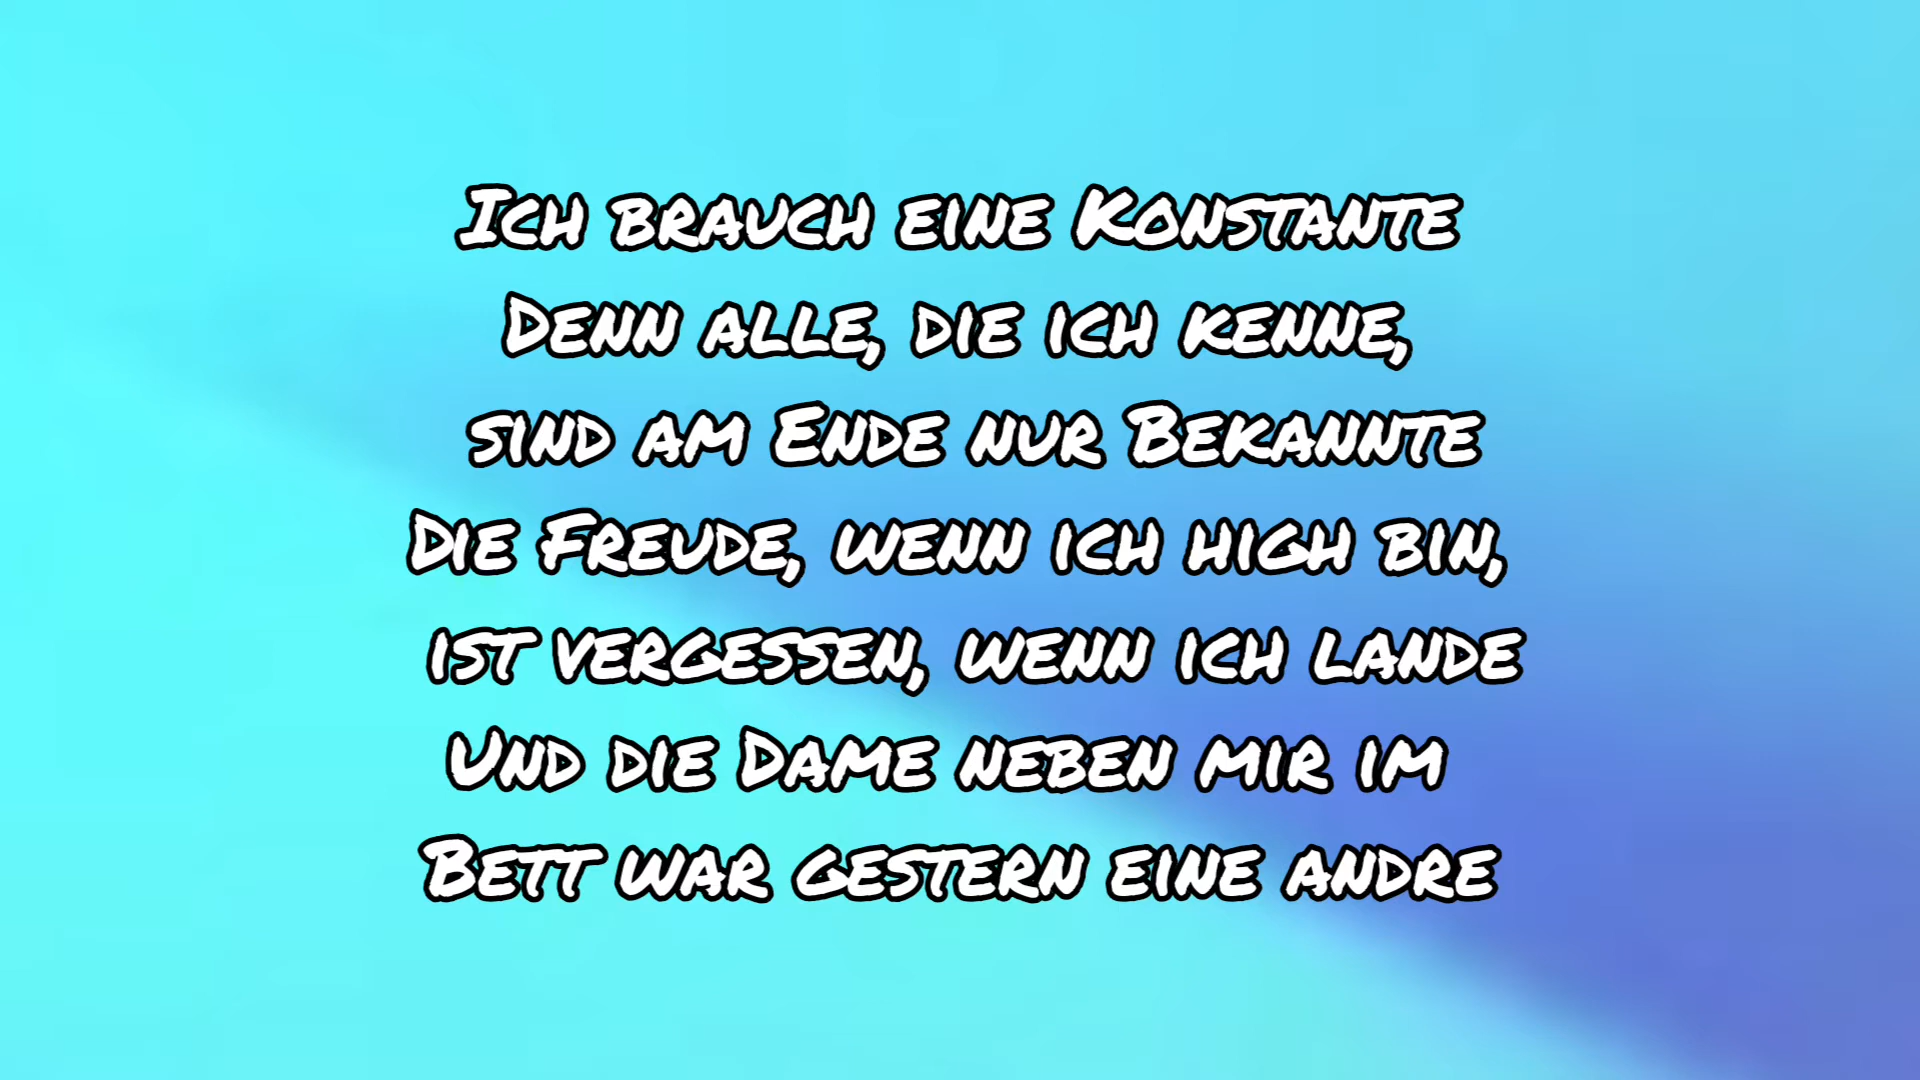 Ich brauch eine Konstante
Denn alle, die ich kenne,
sind am Ende nur Bekannte
Die Freude, wenn ich high bin,
ist vergessen, wenn ich lande
Und die Dame neben mir im
Bett war gestern eine andre